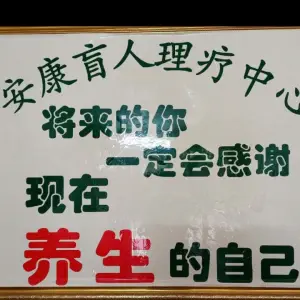 安康盲人理疗中心
将来的你
一定会感谢
现在
养生的自己